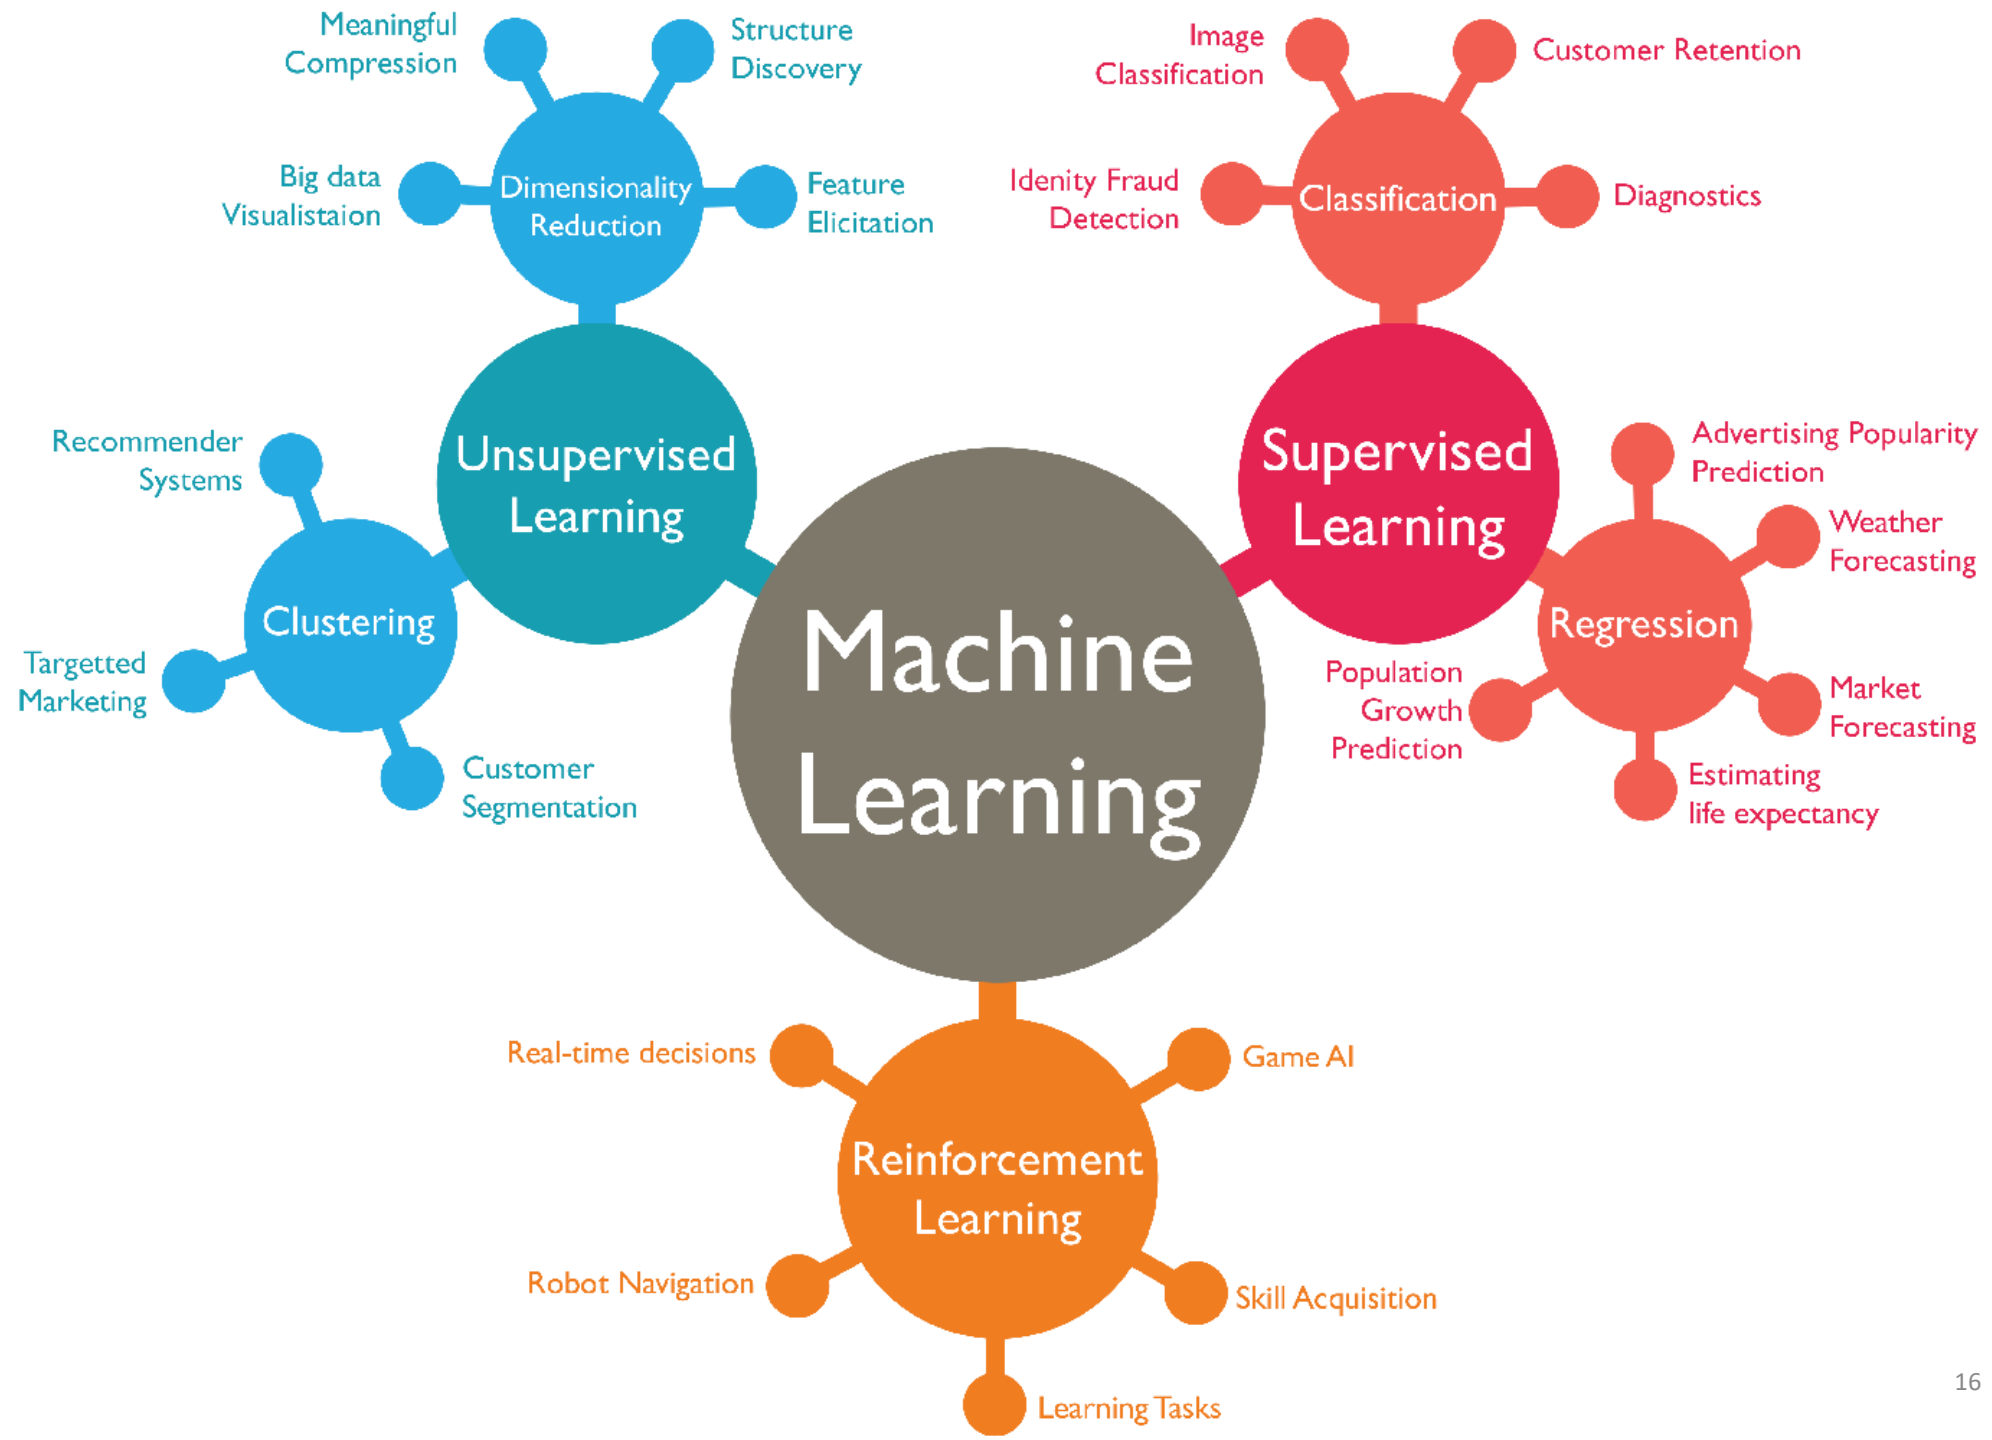 Meaningful
Compression
Structure
Discovery
Big data
Visualistaion
Dimensionality
Reduction
Feature
Elicitation
Image
Classification
Customer Retention
Idenity Fraud
Detection
Classification
Diagnostics
Recommender
Systems
Unsupervised
Learning
Clustering
Targetted
Marketing
Customer
Segmentation
Machine
Learning
Supervised
Learning
Advertising Popularity
Prediction
Weather
Forecasting
Regression
Population
Growth
Prediction
Market
Forecasting
Estimating
life expectancy
Real-time decisions
Game AI
Reinforcement
Learning
Robot Navigation
Skill Acquisition
Learning Tasks
16